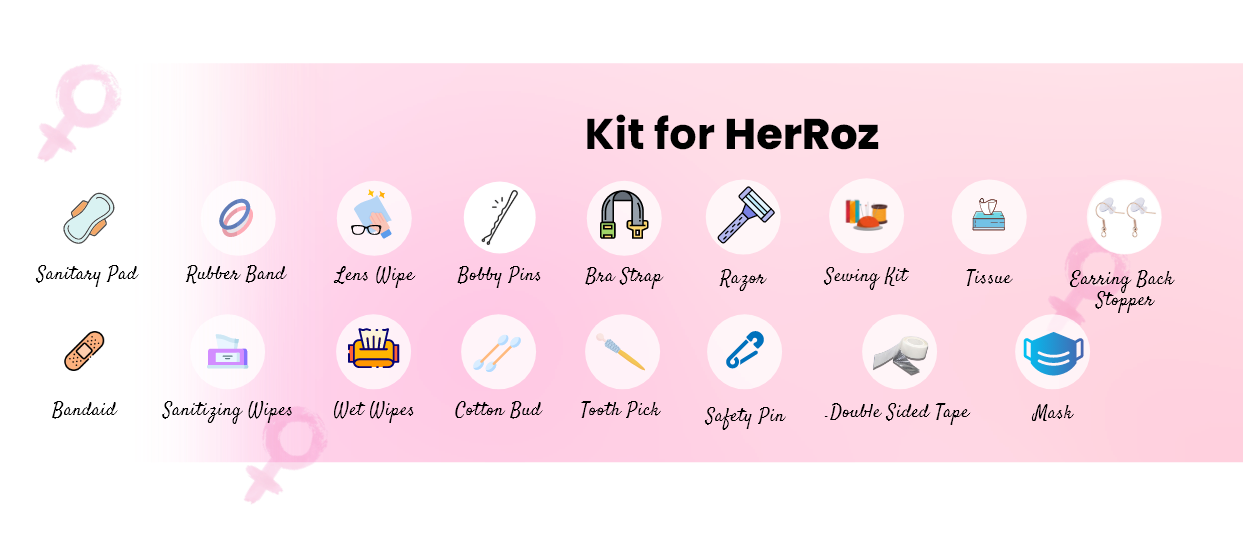 Kit for HerRoz
Sanitary Pad
Rubber Band
Lens Wipe
Bobby Pins
Bra Strap
Razor
Sewing Kit
Tissue
Earring Back
Stopper
Bandaid
Sanitizing Wipes
Wet Wipes
Cotton Bud
Tooth Pick
Safety Pin
-Double Sided Tape
Mask